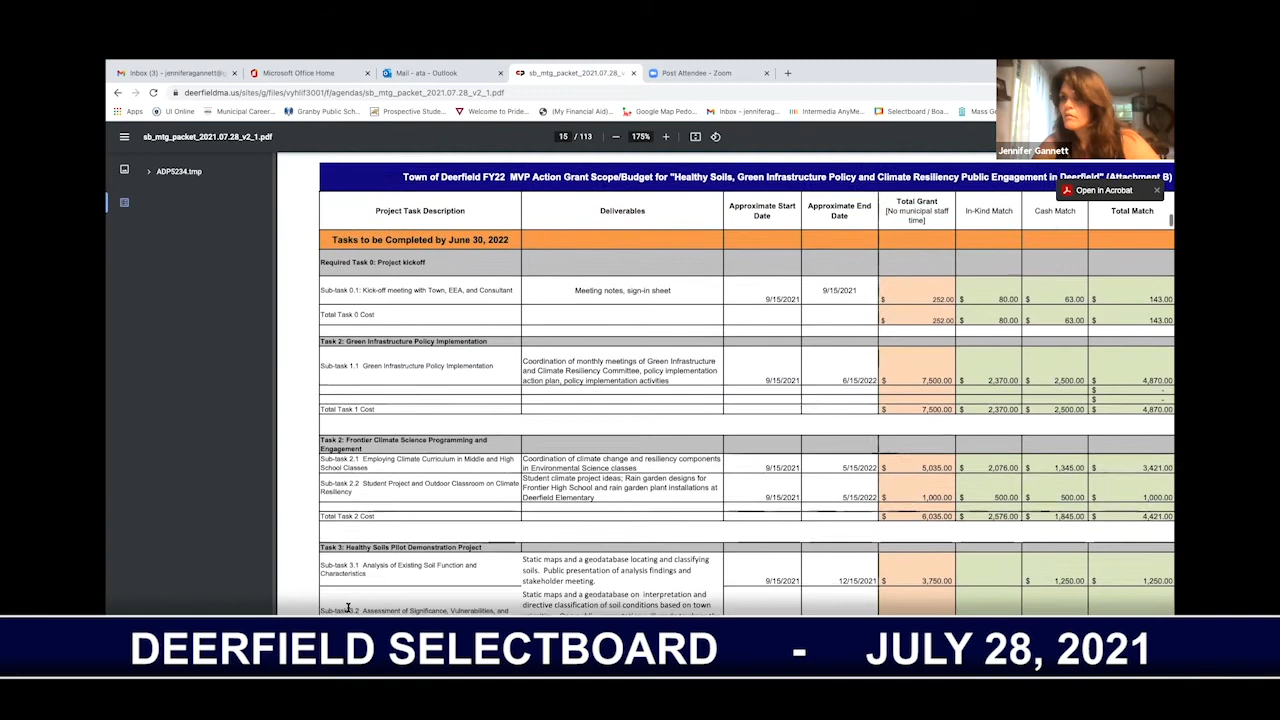 Inbox (3) - jenniferagannett@g
Microsoft Office Home
Mail - ata - Outlook
sb_mtg_packet_2021.07.28_v2_
Post Attendee - Zoom
deerfieldma.us/sites/g/files/vyhlif3001/f/agendas/sb_mtg_packet_2021.07.28_v2_1.pdf
Apps
UI Online
Municipal Career...
Granby Public Sch...
Prospective Stude...
Welcome to Pride...
(My Financial Aid)...
Google Map Pedo...
Inbox - jenniferag...
Intermedia AnyMe...
Selectboard / Boa...
Mass Ge
sb_mtg_packet_2021.07.28_v2_1.pdf
15 / 113
175%
Jennifer Gannett
ADP5234.tmp
Open in Acrobat
Town of Deerfield FY22 MVP Action Grant Scope/Budget for "Healthy Soils, Green Infrastructure Policy and Climate Resiliency Public Engagement in Deerfield" (Attachment B)
Project Task Description
Deliverables
Approximate Start
Date
Approximate End
Date
Total Grant
[No municipal staff
time]
In-Kind Match
Cash Match
Total Match
Tasks to be Completed by June 30, 2022
Required Task 0: Project kickoff
Sub-task 0.1: Kick-off meeting with Town, EEA, and Consultant
Meeting notes, sign-in sheet
9/15/2021
9/15/2021
$ 252.00 $ 80.00 $ 63.00 $ 143.00
Total Task 0 Cost
$ 252.00 $ 80.00 $ 63.00 $ 143.00
Task 2: Green Infrastructure Policy Implementation
Sub-task 1.1 Green Infrastructure Policy Implementation
Coordination of monthly meetings of Green Infrastructure
and Climate Resiliency Committee, policy implementation
action plan, policy implementation activities
9/15/2021
6/15/2022
$ 7,500.00 $ 2,370.00 $ 2,500.00 $ 4,870.00
$ -
$ -
Total Task 1 Cost
$ 7,500.00 $ 2,370.00 $ 2,500.00 $ 4,870.00
Task 2: Frontier Climate Science Programming and
Engagement
Sub-task 2.1 Employing Climate Curriculum in Middle and High
School Classes
Coordination of climate change and resiliency components
in Environmental Science classes
9/15/2021
5/15/2022
$ 5,035.00 $ 2,076.00 $ 1,345.00 $ 3,421.00
Sub-task 2.2 Student Project and Outdoor Classroom on Climate
Resiliency
Student climate project ideas; Rain garden designs for
Frontier High School and rain garden plant installations at
Deerfield Elementary
9/15/2021
5/15/2022
$ 1,000.00 $ 500.00 $ 500.00 $ 1,000.00
Total Task 2 Cost
$ 6,035.00 $ 2,576.00 $ 1,845.00 $ 4,421.00
Task 3: Healthy Soils Pilot Demonstration Project
Sub-task 3.1 Analysis of Existing Soil Function and
Characteristics
Static maps and a geodatabase locating and classifying
soils. Public presentation of analysis findings and
stakeholder meeting.
9/15/2021
12/15/2021
$ 3,750.00 $ 1,250.00 $ 1,250.00
Sub-task 3.2 Assessment of Significance, Vulnerabilities, and
Static maps and a geodatabase on interpretation and
directive classification of soil conditions based on town
DEERFIELD SELECTBOARD - JULY 28, 2021